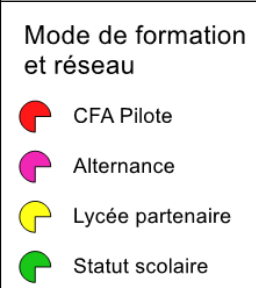 Mode de formation
et réseau
CFA Pilote
Alternance
Lycée partenaire
Statut scolaire